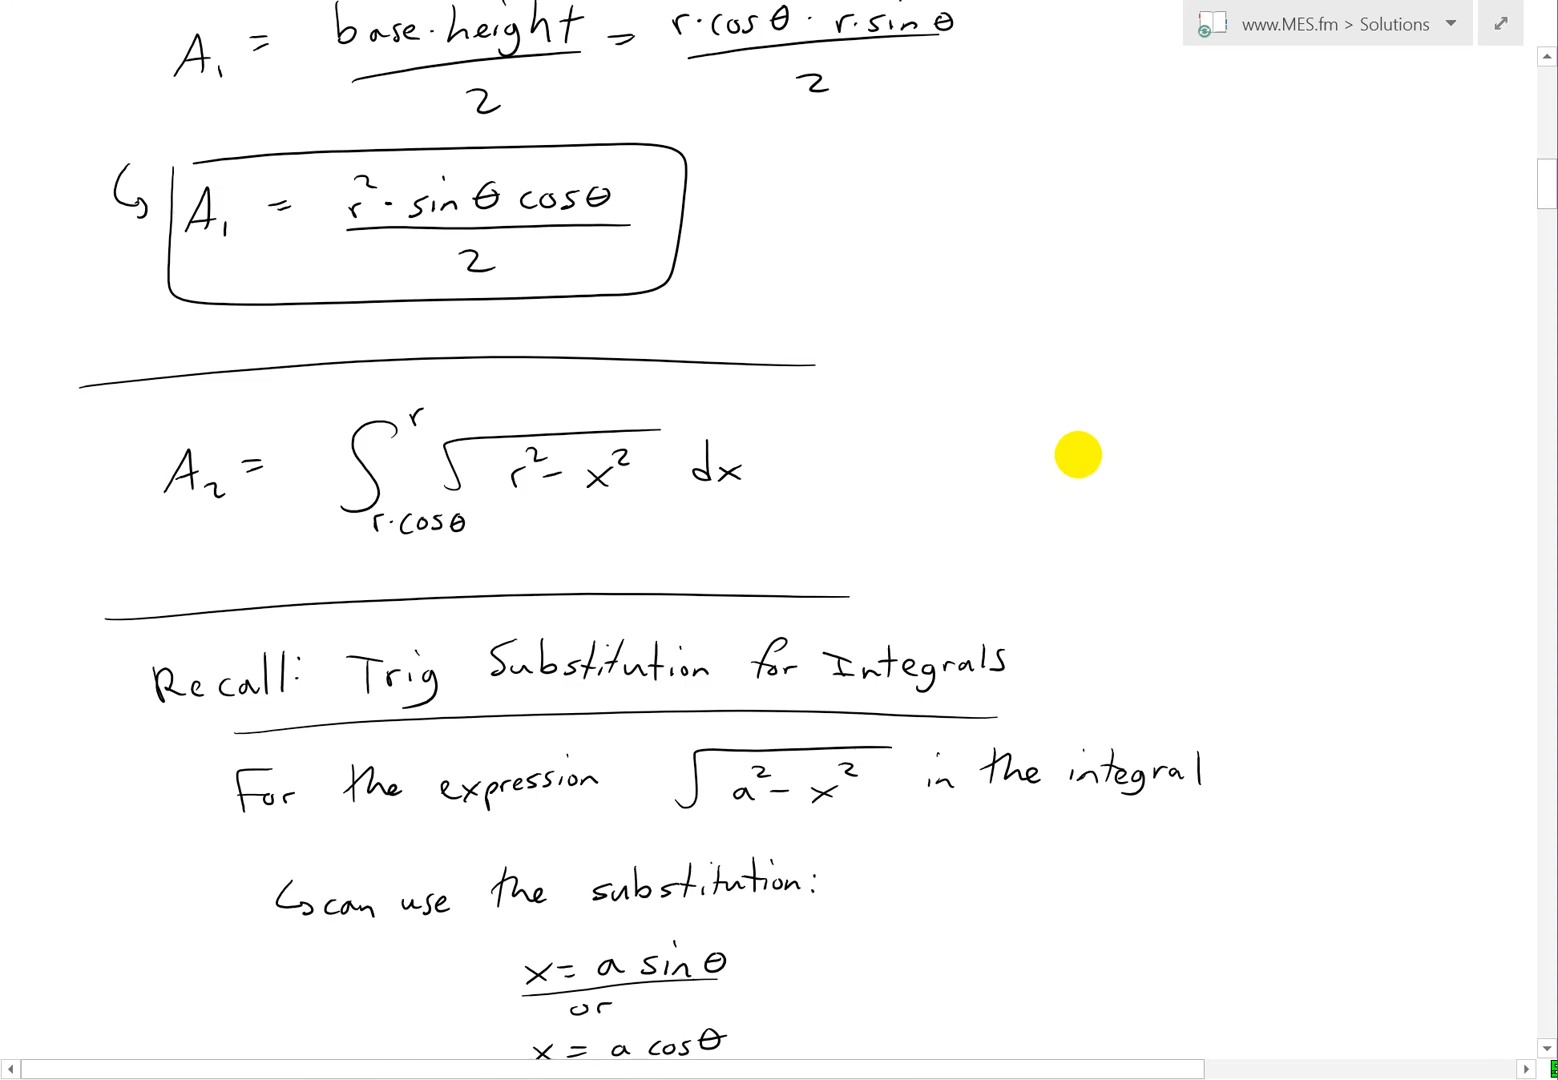 www.MES.fm > Solutions
A₁ = base·height/2 = r·cosθ · r·sinθ/2
↳ A₁ = r²·sinθ cosθ/2
A₂ = ∫_{r·cosθ}^{r} √(r² − x²) dx
Recall: Trig Substitution for Integrals
For the expression √(a² − x²) in the integral
↳ can use the substitution:
x = a sinθ
or
x = a cosθ